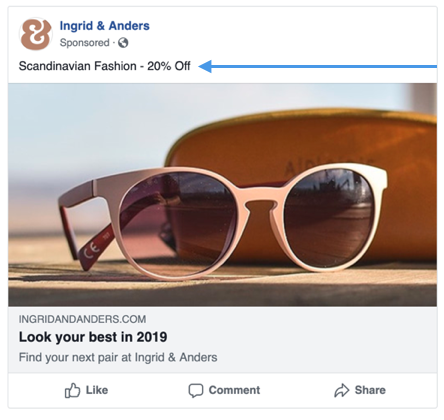 Ingrid & Anders
Sponsored ·
Scandinavian Fashion - 20% Off
CE
INGRIDANDANDERS.COM
Look your best in 2019
Find your next pair at Ingrid & Anders
Like Comment Share